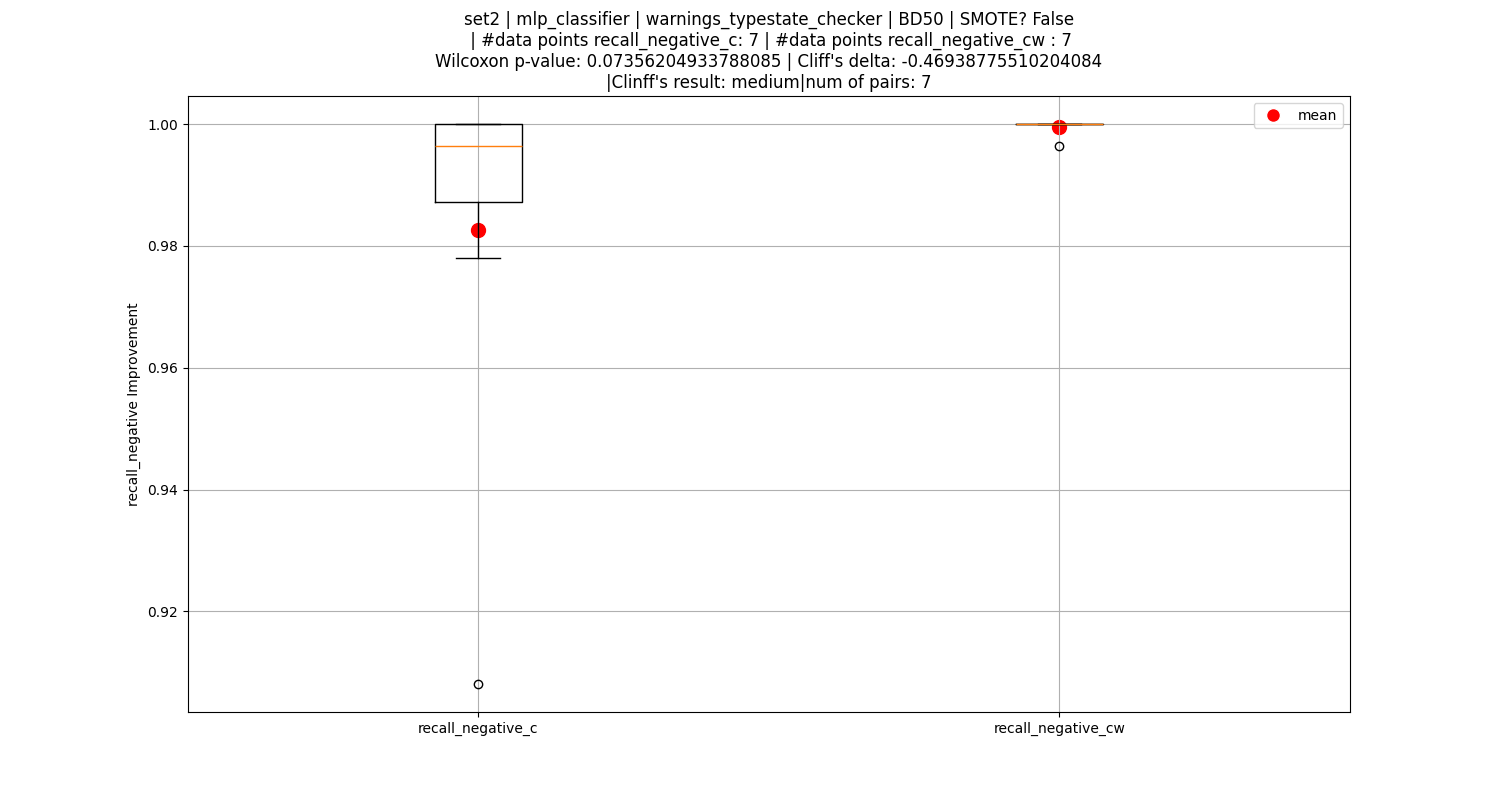 set2 | mlp_classifier | warnings_typestate_checker | BD50 | SMOTE? False
| #data points recall_negative_c: 7 | #data points recall_negative_cw : 7
Wilcoxon p-value: 0.07356204933788085 | Cliff's delta: -0.46938775510204084
|Clinff's result: medium|num of pairs: 7
mean
1.00
0.98
0.96
0.94
0.92
recall_negative Improvement
recall_negative_c
recall_negative_cw